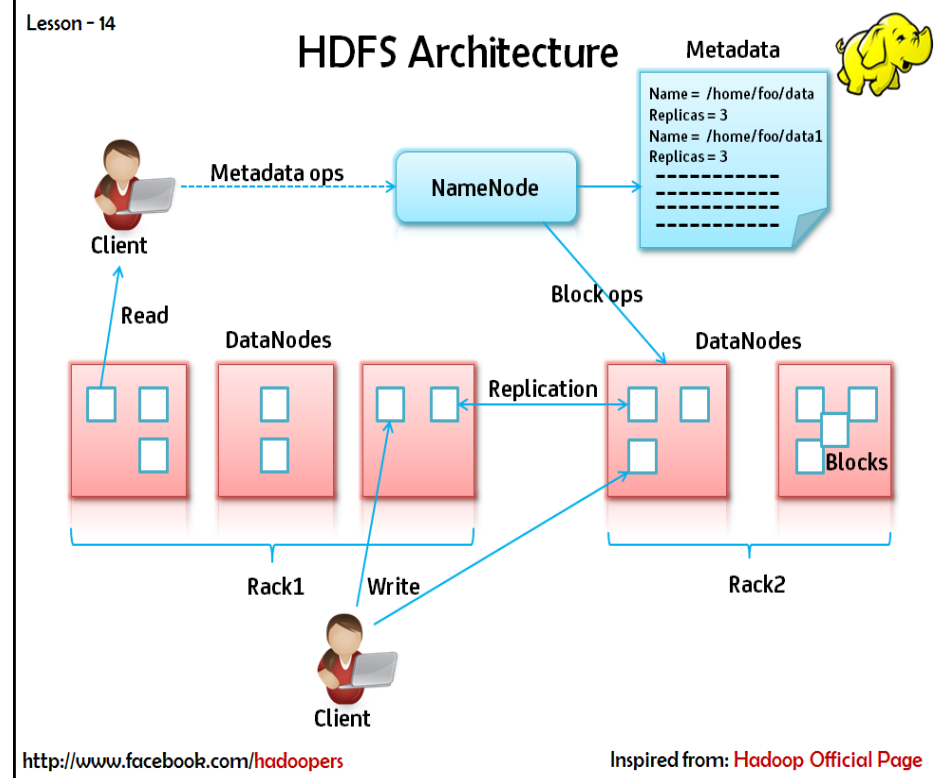 Lesson - 14
HDFS Architecture
Metadata
Name = /home/foo/data
Replicas = 3
Name = /home/foo/data1
Replicas = 3
Metadata ops
NameNode
Client
Block ops
Read
DataNodes
DataNodes
Replication
Blocks
Rack1
Write
Rack2
Client
http://www.facebook.com/hadoopers
Inspired from: Hadoop Official Page